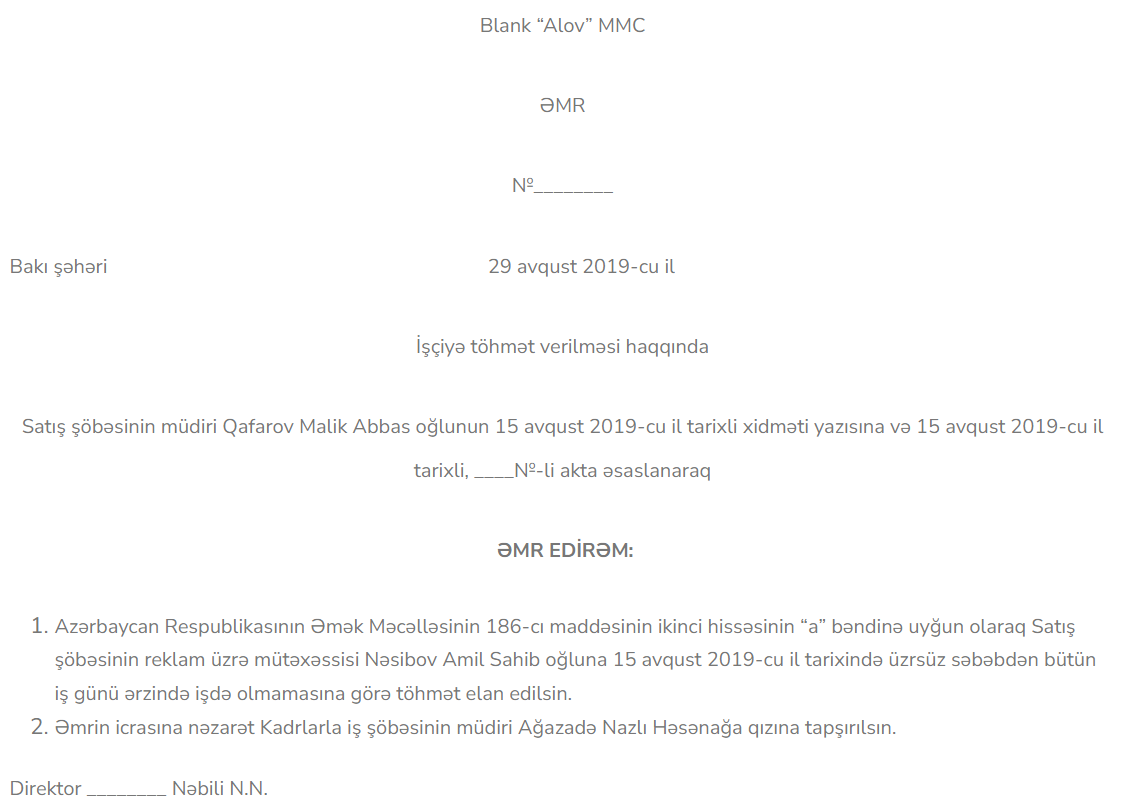 Blank “Alov” MMC
ƏMR
№________
Bakı şəhəri 29 avqust 2019-cu il
İşçiyə töhmət verilməsi haqqında
Satış şöbəsinin müdiri Qafarov Malik Abbas oğlunun 15 avqust 2019-cu il tarixli xidməti yazısına və 15 avqust 2019-cu il
tarixli, ____№-li akta əsaslanaraq
ƏMR EDİRƏM:
1. Azərbaycan Respublikasının Əmək Məcəlləsinin 186-cı maddəsinin ikinci hissəsinin “a” bəndinə uyğun olaraq Satış
şöbəsinin reklam üzrə mütəxəssisi Nəsibov Amil Sahib oğluna 15 avqust 2019-cu il tarixində üzrsüz səbəbdən bütün
iş günü ərzində işdə olmamasına görə töhmət elan edilsin.
2. Əmrin icrasına nəzarət Kadrlarla iş şöbəsinin müdiri Ağazadə Nazlı Həsənağa qızına tapşırılsın.
Direktor ________ Nəbili N.N.